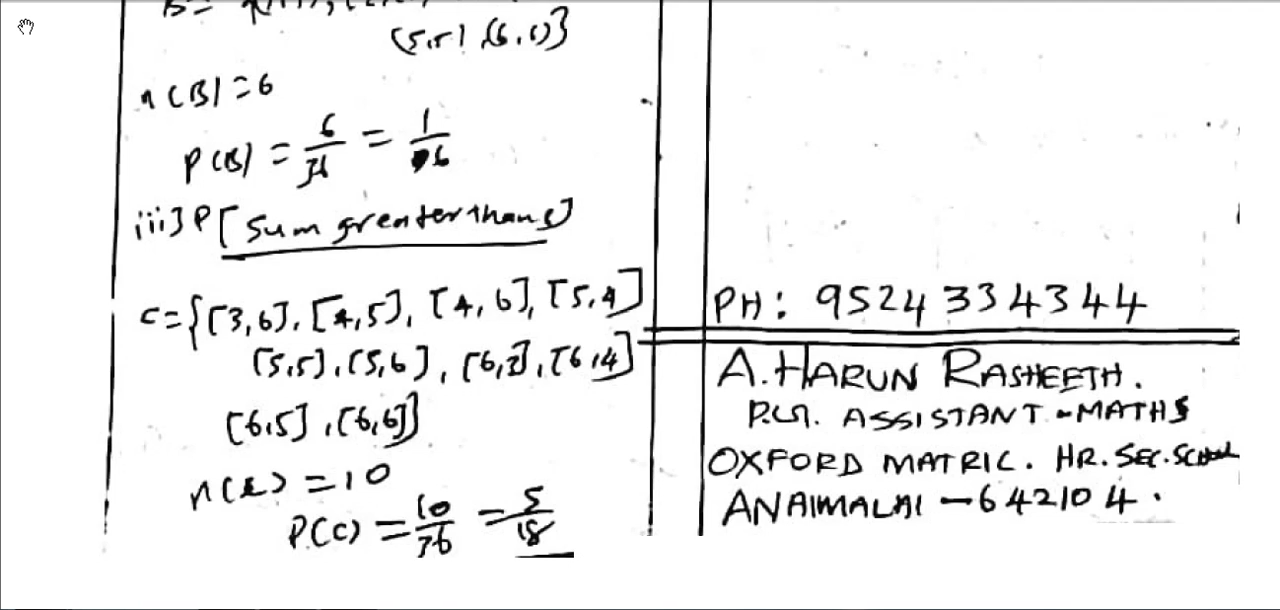 B =
(5,5) (6,1)}
n(B) = 6
P(B) = 6/36 = 1/6
iii] P[Sum greater than 8]
C = {[3,6], [4,5], [4,6], [5,4]
[5,5], [5,6], [6,3], [6,4]
[6,5], [6,6]}
n(C) = 10
P(C) = 10/36 = 5/18
PH: 9524334344
A. HARUN RASHEETH.
P.G. ASSISTANT - MATHS
OXFORD MATRIC. HR. SEC. SCHOOL
ANAIMALAI - 642104.